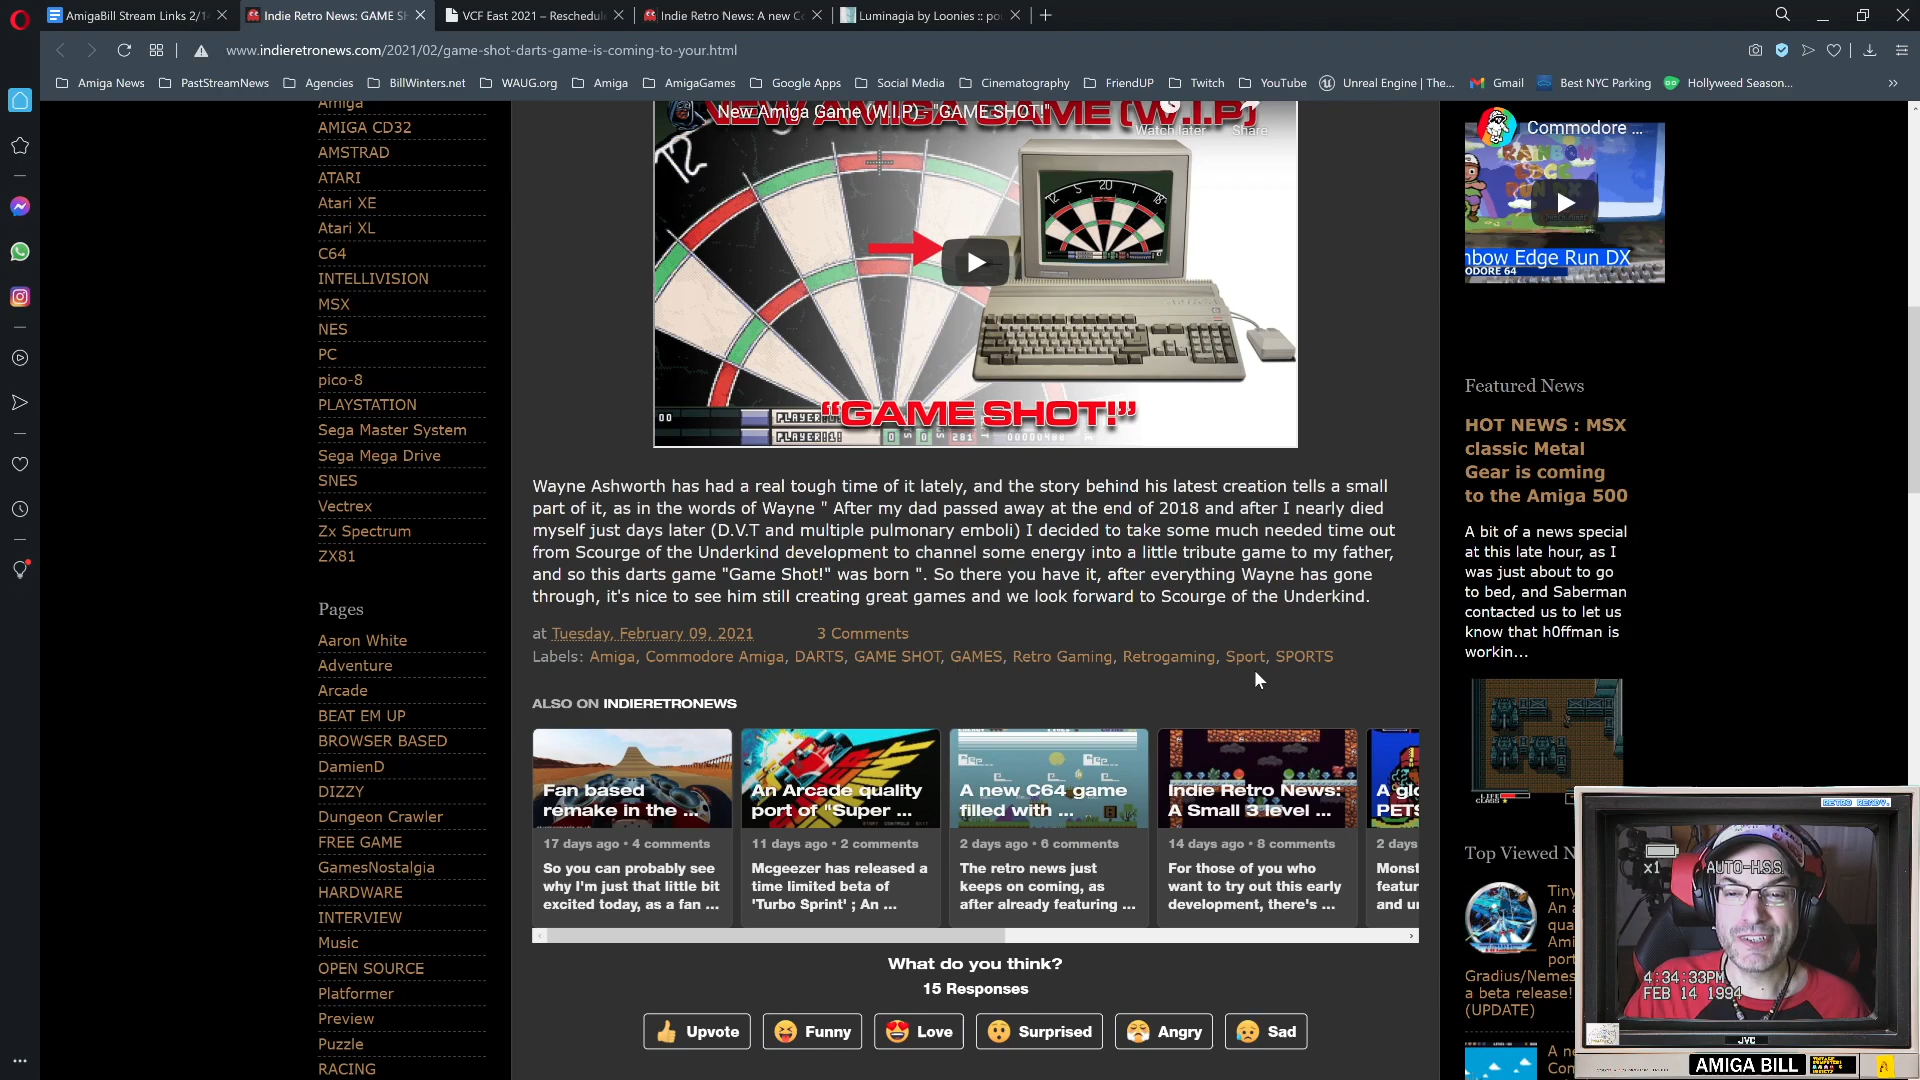 AmigaBill Stream Links 2/1
Indie Retro News: GAME SH
VCF East 2021 – Reschedul
Indie Retro News: A new C
Luminagia by Loonies :: po
www.indieretronews.com/2021/02/game-shot-darts-game-is-coming-to-your.html
Amiga News
PastStreamNews
Agencies
BillWinters.net
WAUG.org
Amiga
AmigaGames
Google Apps
Social Media
Cinematography
FriendUP
Twitch
YouTube
Unreal Engine | The...
Gmail
Best NYC Parking
Hollyweed Season...
Amiga
AMIGA CD32
AMSTRAD
ATARI
Atari XE
Atari XL
C64
INTELLIVISION
MSX
NES
PC
pico-8
PLAYSTATION
Sega Master System
Sega Mega Drive
SNES
Vectrex
Zx Spectrum
ZX81
Pages
Aaron White
Adventure
Arcade
BEAT EM UP
BROWSER BASED
DamienD
DIZZY
Dungeon Crawler
FREE GAME
GamesNostalgia
HARDWARE
INTERVIEW
Music
OPEN SOURCE
Platformer
Preview
Puzzle
RACING
NEW AMIGA GAME (W.I.P)
New Amiga Game (W.I.P) - "GAME SHOT!"
Watch later
Share
12
12 5 20 1 18
"GAME SHOT!"
Wayne Ashworth has had a real tough time of it lately, and the story behind his latest creation tells a small
part of it, as in the words of Wayne " After my dad passed away at the end of 2018 and after I nearly died
myself just days later (D.V.T and multiple pulmonary emboli) I decided to take some much needed time out
from Scourge of the Underkind development to channel some energy into a little tribute game to my father,
and so this darts game "Game Shot!" was born ". So there you have it, after everything Wayne has gone
through, it's nice to see him still creating great games and we look forward to Scourge of the Underkind.
at Tuesday, February 09, 2021 3 Comments
Labels: Amiga, Commodore Amiga, DARTS, GAME SHOT, GAMES, Retro Gaming, Retrogaming, Sport, SPORTS
ALSO ON INDIERETRONEWS
Fan based
remake in the ...
17 days ago • 4 comments
So you can probably see
why I'm just that little bit
excited today, as a fan ...
An Arcade quality
port of "Super ...
11 days ago • 2 comments
Mcgeezer has released a
time limited beta of
'Turbo Sprint' ; An ...
A new C64 game
filled with ...
2 days ago • 6 comments
The retro news just
keeps on coming, as
after already featuring ...
Indie Retro News:
A Small 3 level ...
14 days ago • 8 comments
For those of you who
want to try out this early
development, there's ...
A glo
PETS
2 days
Monst
featur
and un
What do you think?
15 Responses
Upvote
Funny
Love
Surprised
Angry
Sad
Commodore ...
RAINBOW
EDGE
RUN DX
nbow Edge Run DX
ODORE 64
Featured News
HOT NEWS : MSX
classic Metal
Gear is coming
to the Amiga 500
A bit of a news special
at this late hour, as I
was just about to go
to bed, and Saberman
contacted us to let us
know that h0ffman is
workin...
LIFE
CLASS
Top Viewed N
Tiny
An a
qua
Ami
port
Gradius/Nemes
a beta release!
(UPDATE)
A ne
Con
RETRO READY.
x1
AUTO-H.S.S.
4:34:33PM
FEB 14 1994
JVC
AMIGA BILL